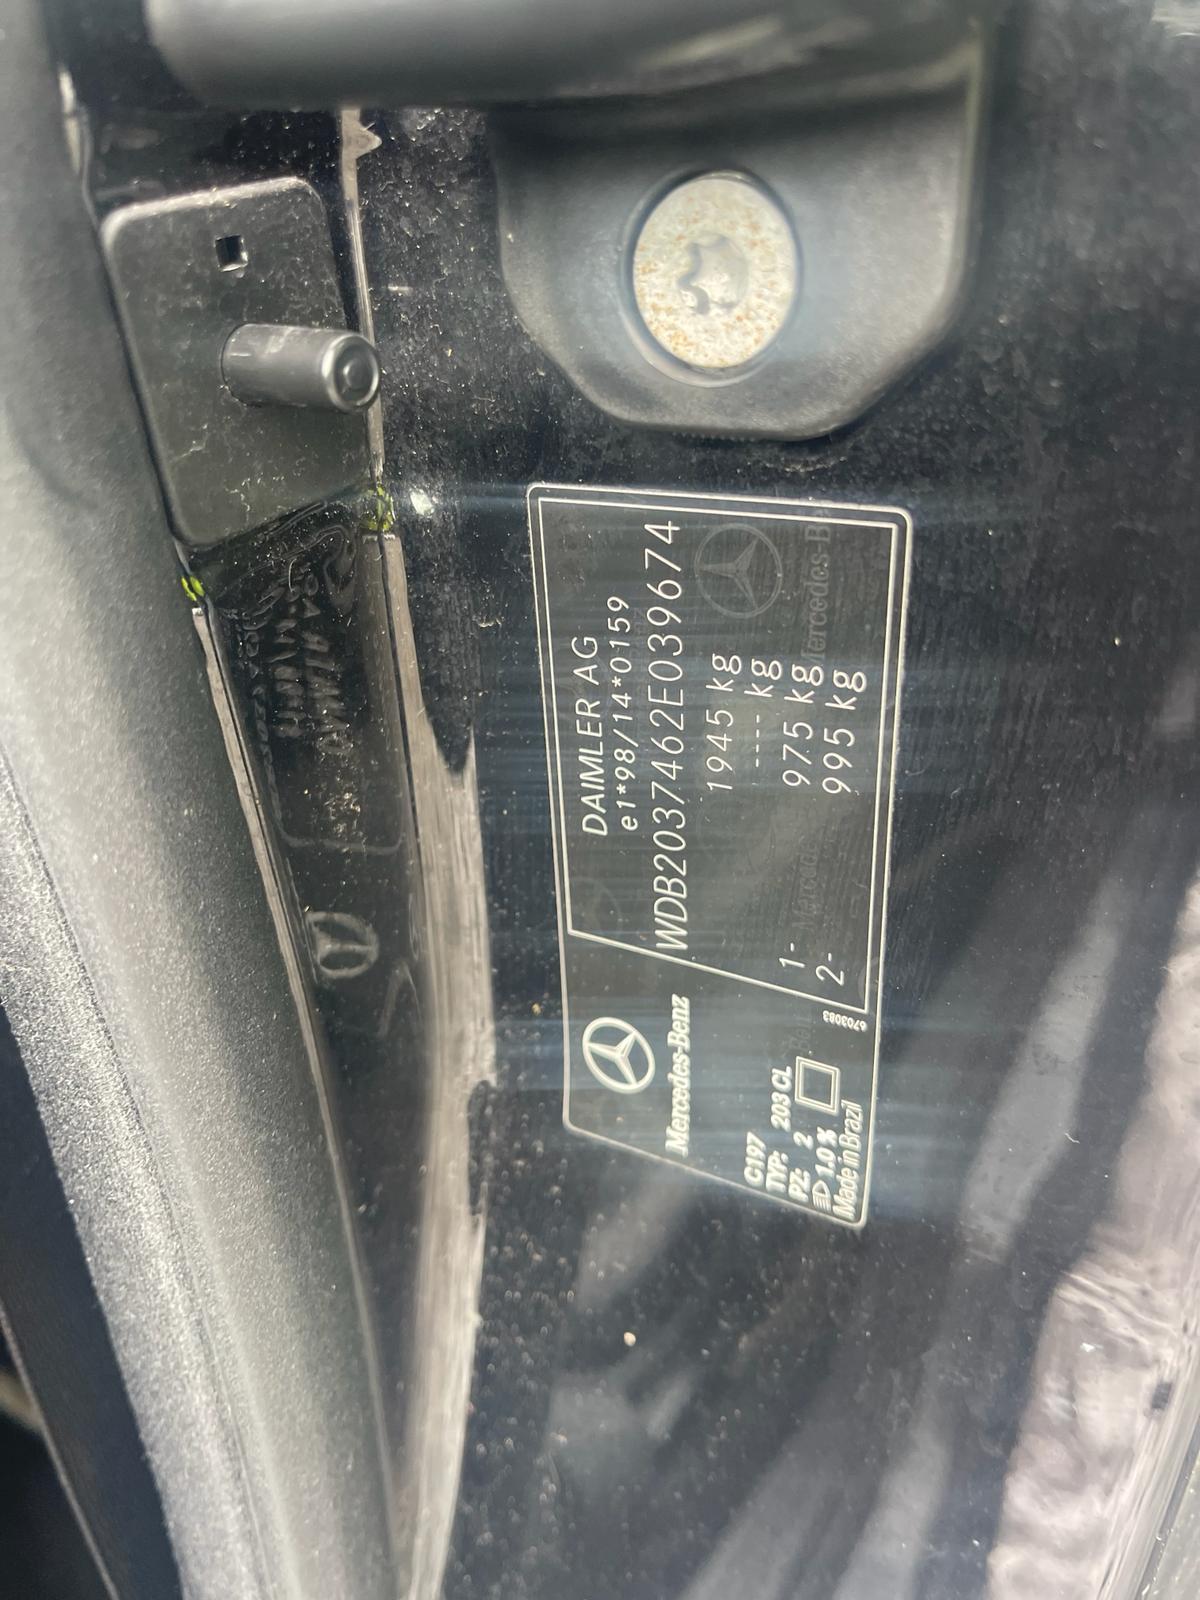 DAIMLER AG
e1*98/14*0159
WDB2037462E039674
1945 kg
---- kg
1- 975 kg
2- 995 kg
Mercedes-Benz
C197
TYP: 203 CL
PZ: 2
1.0 %
Made in Brazil
6703083